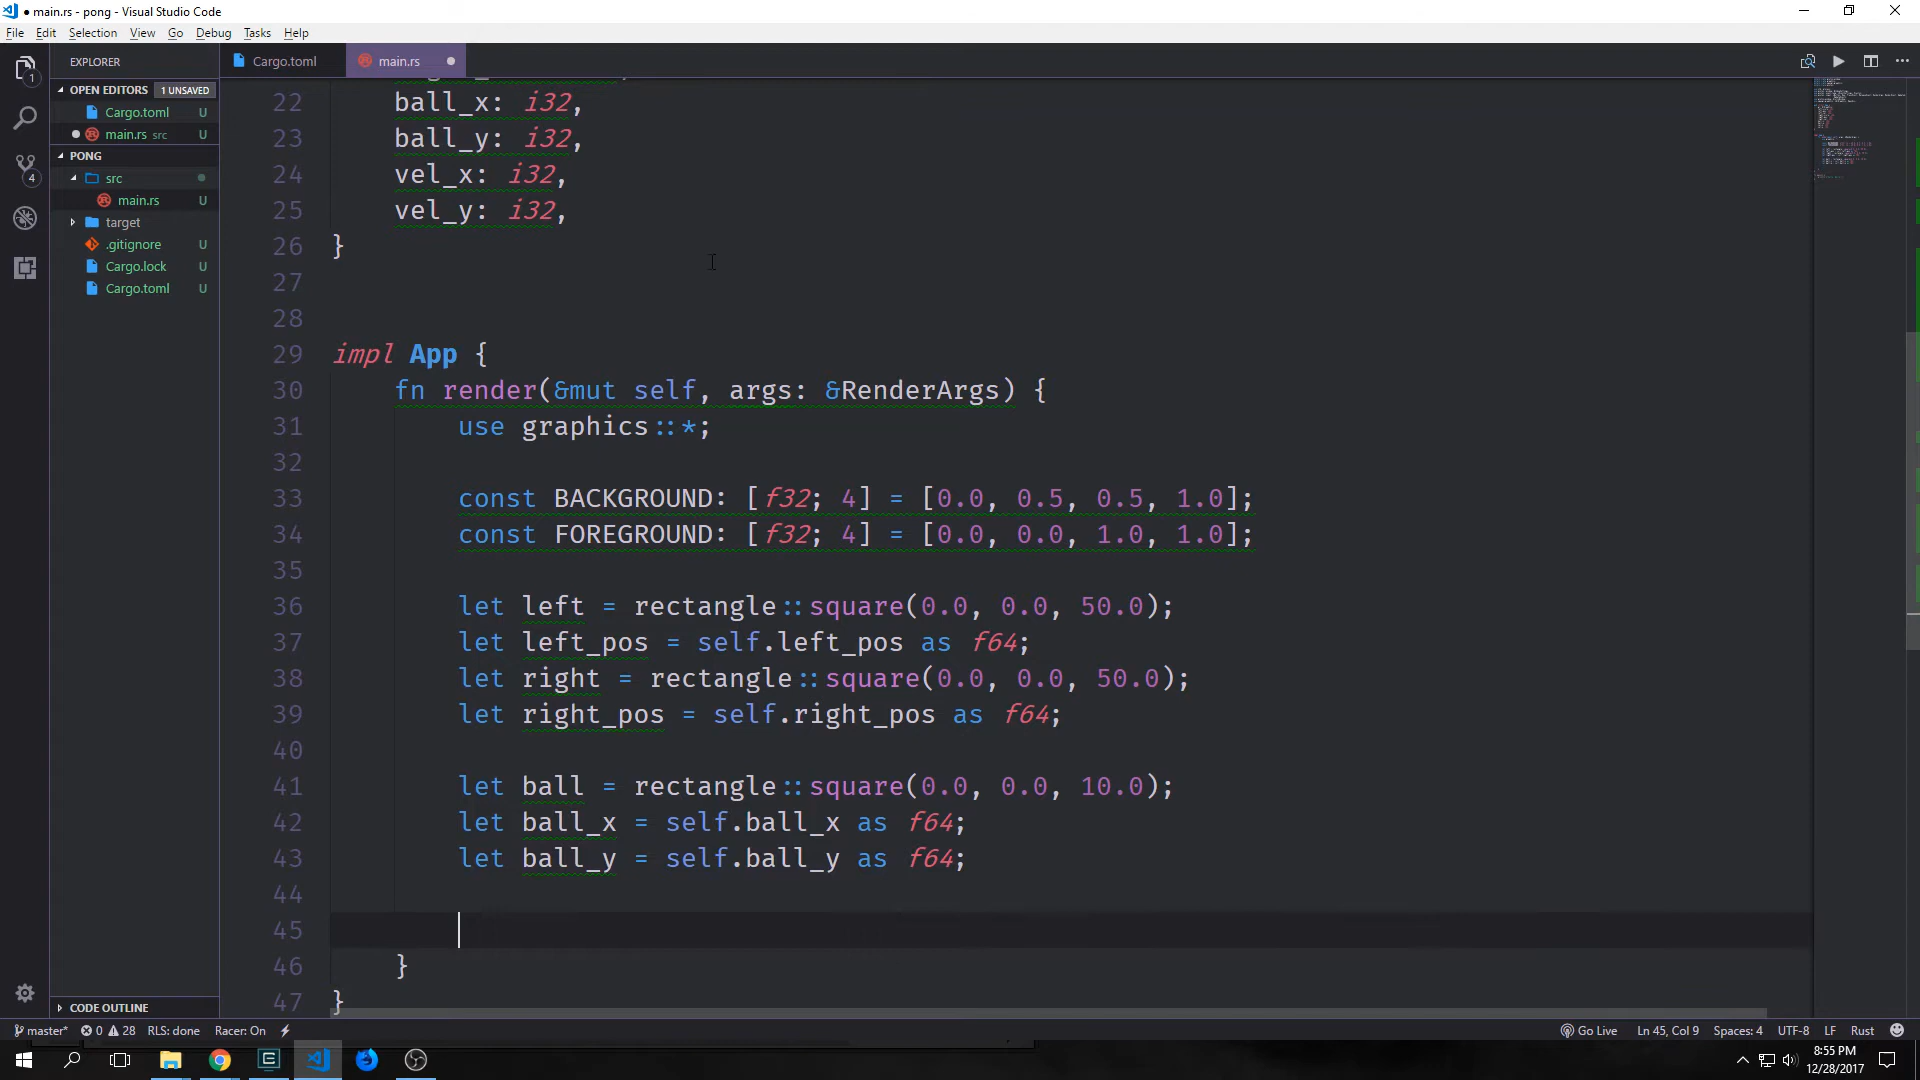 ● main.rs - pong - Visual Studio Code
File Edit Selection View Go Debug Tasks Help
EXPLORER
Cargo.toml
main.rs ●
OPEN EDITORS 1 UNSAVED
Cargo.toml U
● main.rs src U
PONG
src
main.rs U
target
.gitignore U
Cargo.lock U
Cargo.toml U
CODE OUTLINE
1
4
22 ball_x: i32,
23 ball_y: i32,
24 vel_x: i32,
25 vel_y: i32,
26 }
27
28
29 impl App {
30 fn render(&mut self, args: &RenderArgs) {
31 use graphics::*;
32
33 const BACKGROUND: [f32; 4] = [0.0, 0.5, 0.5, 1.0];
34 const FOREGROUND: [f32; 4] = [0.0, 0.0, 1.0, 1.0];
35
36 let left = rectangle::square(0.0, 0.0, 50.0);
37 let left_pos = self.left_pos as f64;
38 let right = rectangle::square(0.0, 0.0, 50.0);
39 let right_pos = self.right_pos as f64;
40
41 let ball = rectangle::square(0.0, 0.0, 10.0);
42 let ball_x = self.ball_x as f64;
43 let ball_y = self.ball_y as f64;
44
45
46 }
47 }
master* 0 28 RLS: done Racer: On Go Live Ln 45, Col 9 Spaces: 4 UTF-8 LF Rust
8:55 PM
12/28/2017